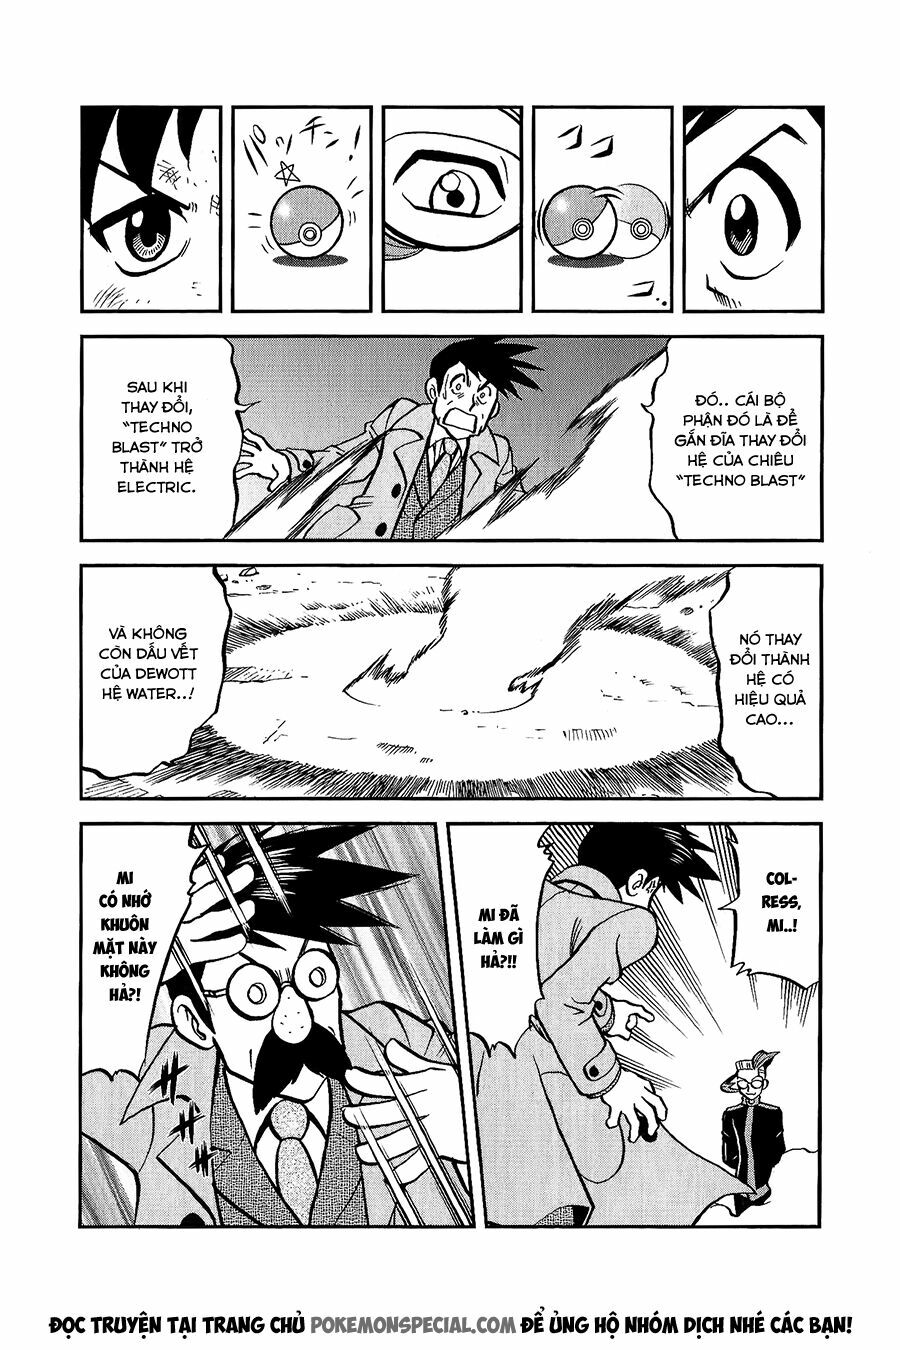 パチン!
ĐÓ.. CÁI BỘ
PHẬN ĐÓ LÀ ĐỂ
GẮN ĐĨA THAY ĐỔI
HỆ CỦA CHIÊU
“TECHNO BLAST”
SAU KHI
THAY ĐỔI,
“TECHNO
BLAST” TRỞ
THÀNH HỆ
ELECTRIC.
NÓ THAY
ĐỔI THÀNH
HỆ CÓ
HIỆU QUẢ
CAO...
VÀ KHÔNG
CÒN DẤU VẾT
CỦA DEWOTT
HỆ WATER..!
COL-
RESS,
MI..!
MI ĐÃ
LÀM GÌ
HẢ?!!
MI
CÓ NHỚ
KHUÔN
MẶT NÀY
KHÔNG
HẢ?!
ĐỌC TRUYỆN TẠI TRANG CHỦ POKEMONSPECIAL.COM ĐỂ ỦNG HỘ NHÓM DỊCH NHÉ CÁC BẠN!